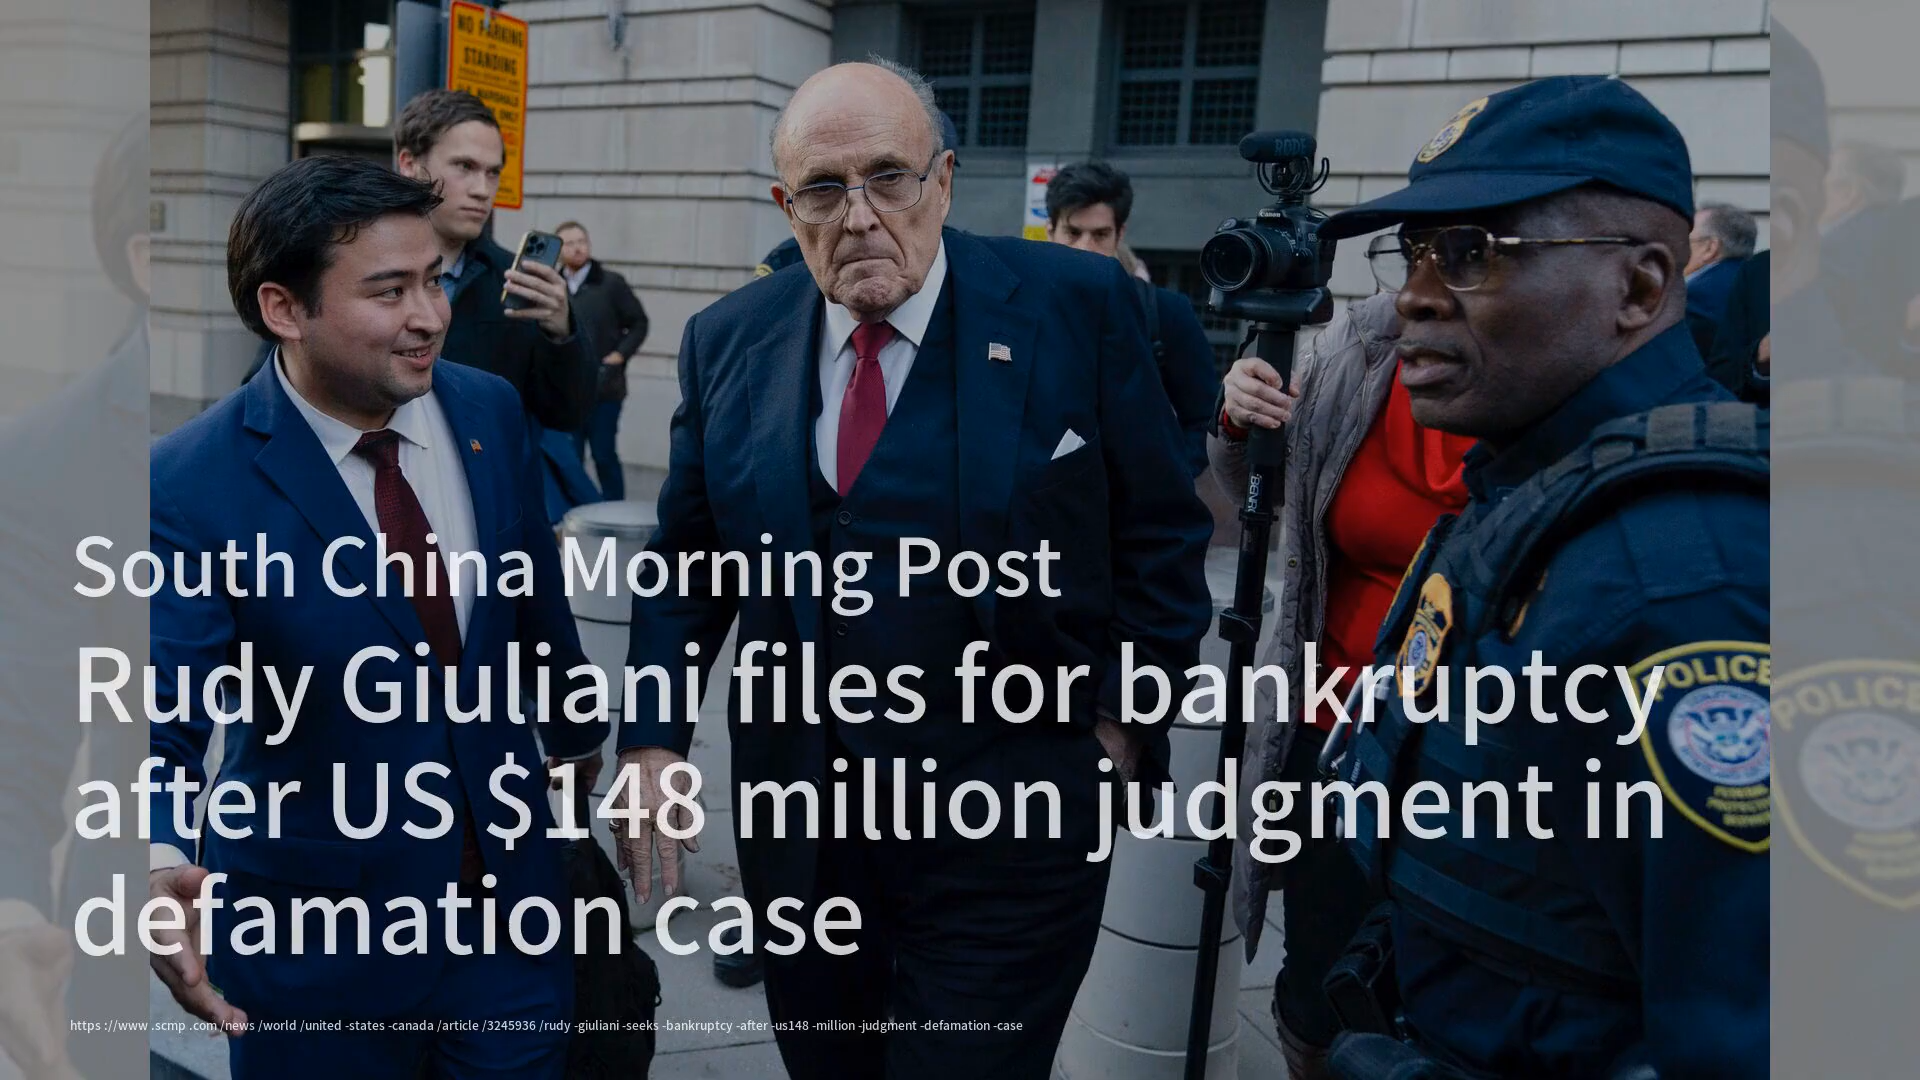 NO PARKING
STANDING
RODE
Canon
South China Morning Post
Rudy Giuliani files for bankruptcy
after US $148 million judgment in
defamation case
POLICE
POLICE
https ://www .scmp .com /news /world /united -states -canada /article /3245936 /rudy -giuliani -seeks -bankruptcy -after -us148 -million -judgment -defamation -case